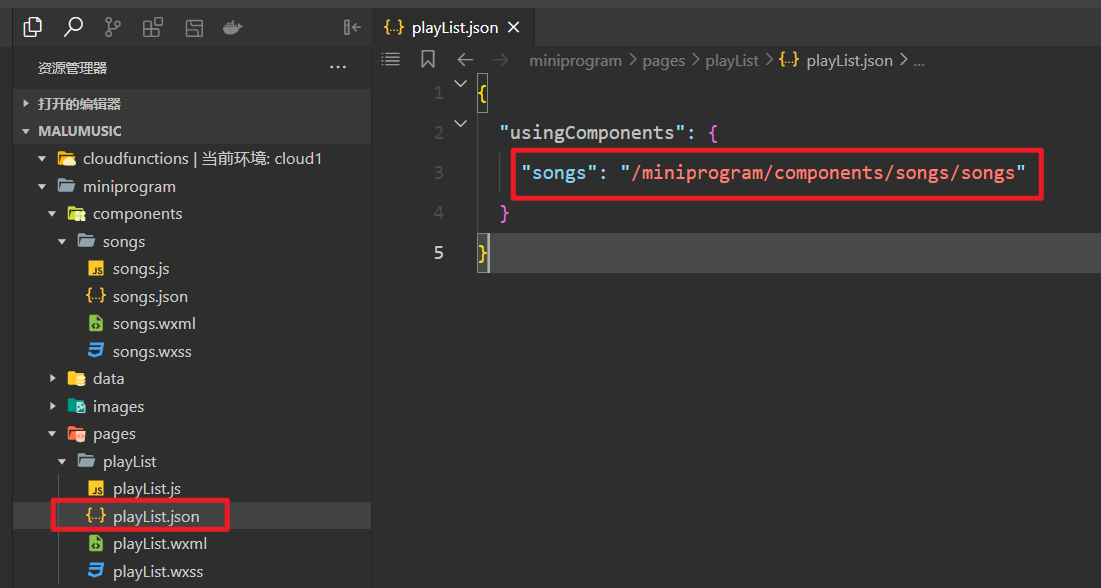 playList.json
资源管理器
打开的编辑器
MALUMUSIC
cloudfunctions | 当前环境: cloud1
miniprogram
components
songs
songs.js
songs.json
songs.wxml
songs.wxss
data
images
pages
playList
playList.js
playList.json
playList.wxml
playList.wxss
miniprogram > pages > playList > {..} playList.json > ...
1 {
2 "usingComponents": {
3 "songs": "/miniprogram/components/songs/songs"
4 }
5 }